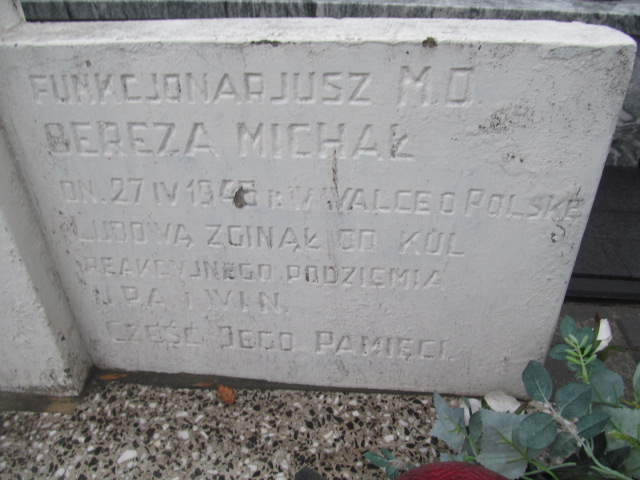 FUNKCJONARJUSZ M.O.
BEREZA MICHAŁ
DN. 27 IV 1946 R. W WALCE O POLSKĘ
LUDOWĄ ZGINĄŁ OD KUL
REAKCYJNEGO PODZIEMIA
U.P.A. I W.I.N.
CZEŚĆ JEGO PAMIĘCI.